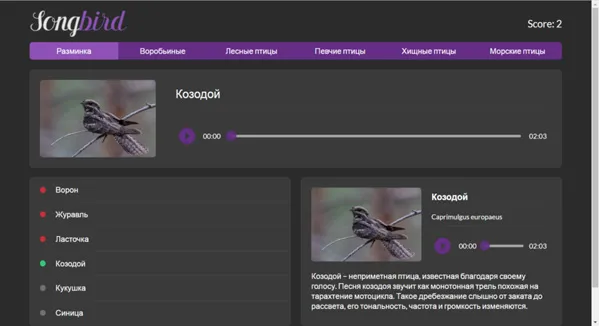 Songbird
Score: 2
Разминка
Воробьиные
Лесные птицы
Певчие птицы
Хищные птицы
Морские птицы
Козодой
00:00
02:03
Ворон
Журавль
Ласточка
Козодой
Кукушка
Синица
Козодой
Caprimulgus europaeus
00:00
02:03
Козодой – неприметная птица, известная благодаря своему
голосу. Песня козодоя звучит как монотонная трель похожая на
тарахтение мотоцикла. Такое дребезжание слышно от заката до
рассвета, его тональность, частота и громкость изменяются.